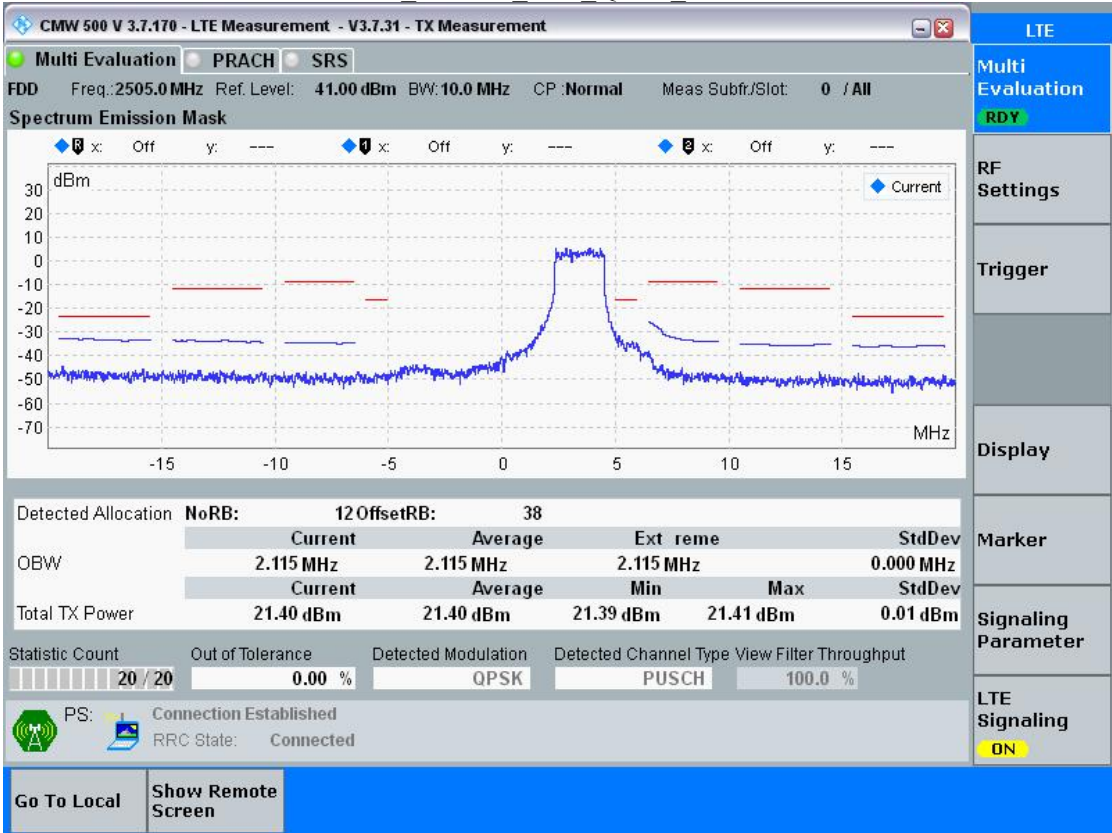 CMW 500 V 3.7.170 - LTE Measurement - V3.7.31 - TX Measurement
LTE
Multi Evaluation PRACH SRS
Multi Evaluation
RDY
FDD Freq.:2505.0 MHz Ref. Level: 41.00 dBm BW:10.0 MHz CP :Normal Meas Subfr./Slot: 0 / All
Spectrum Emission Mask
R x: Off y: --- 1 x: Off y: --- 2 x: Off y: ---
dBm
Current
30
20
10
0
-10
-20
-30
-40
-50
-60
-70
MHz
-15 -10 -5 0 5 10 15
RF Settings
Trigger
Display
Marker
Signaling Parameter
LTE Signaling
ON
Detected Allocation NoRB: 12 OffsetRB: 38
Current Average Ext reme StdDev
OBW 2.115 MHz 2.115 MHz 2.115 MHz 0.000 MHz
Current Average Min Max StdDev
Total TX Power 21.40 dBm 21.40 dBm 21.39 dBm 21.41 dBm 0.01 dBm
Statistic Count Out of Tolerance Detected Modulation Detected Channel Type View Filter Throughput
20 / 20 0.00 % QPSK PUSCH 100.0 %
PS: Connection Established
RRC State: Connected
Go To Local
Show Remote Screen